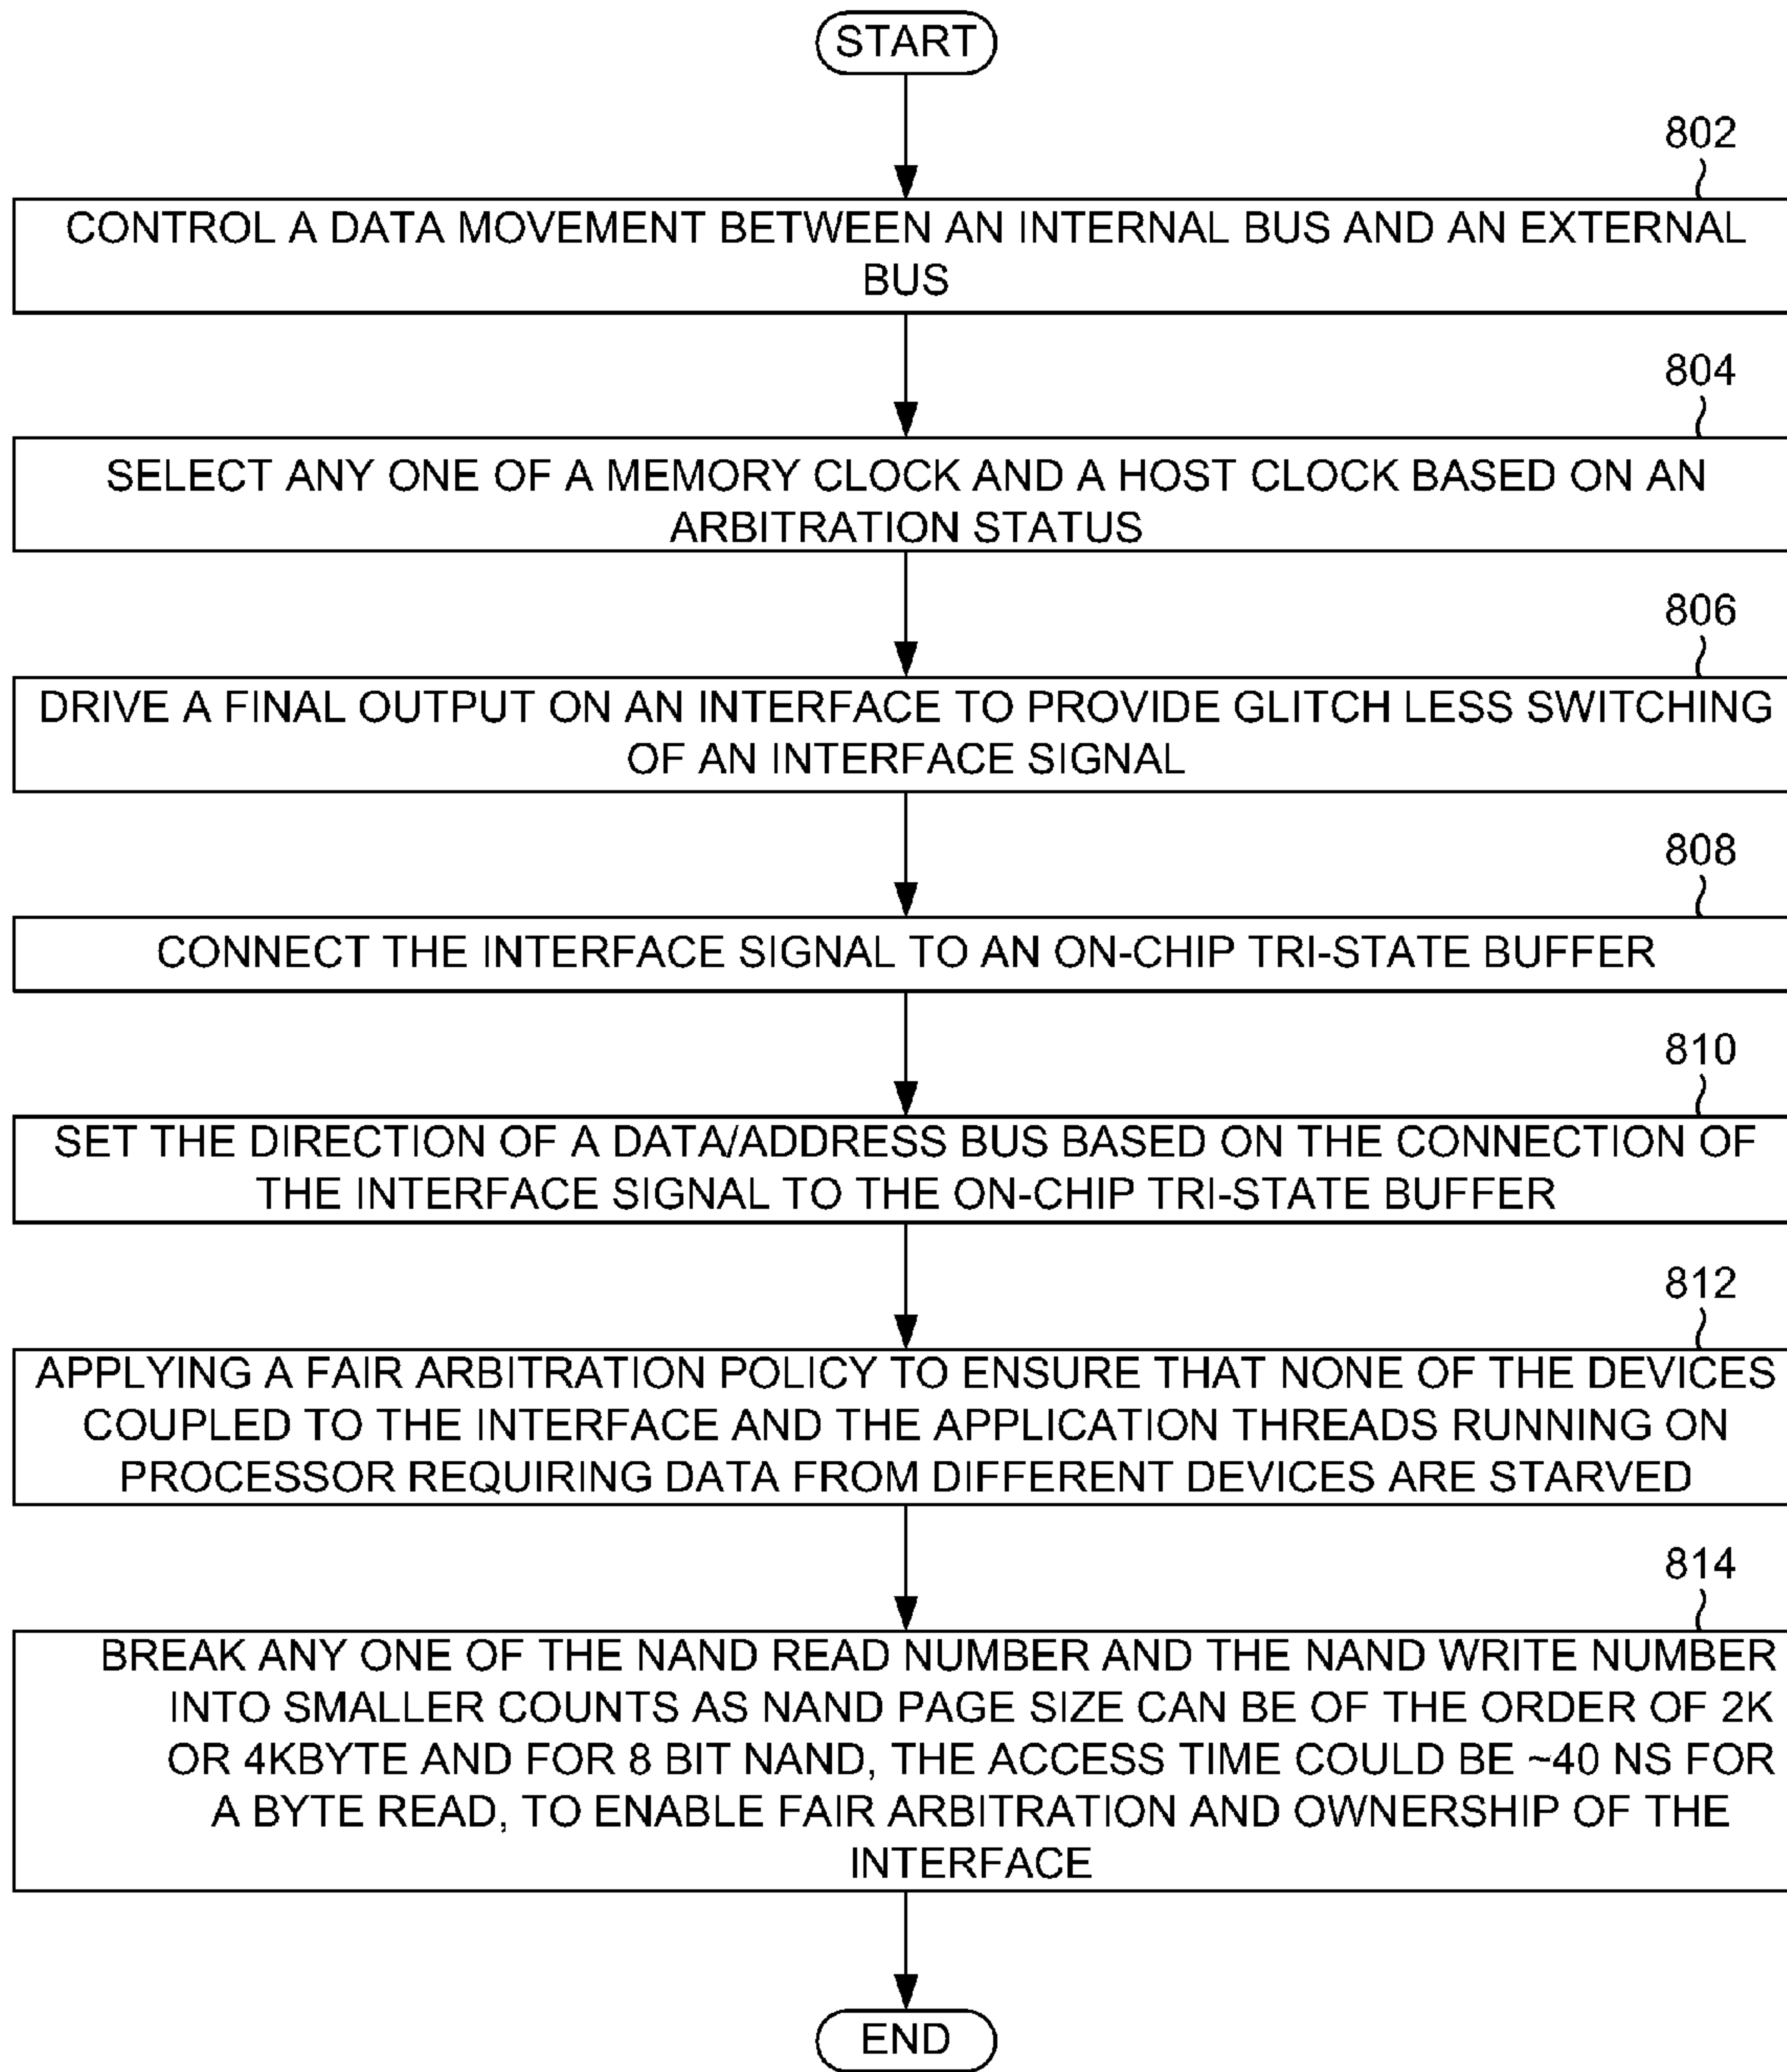 START
802
CONTROL A DATA MOVEMENT BETWEEN AN INTERNAL BUS AND AN EXTERNAL
BUS
804
SELECT ANY ONE OF A MEMORY CLOCK AND A HOST CLOCK BASED ON AN
ARBITRATION STATUS
806
DRIVE A FINAL OUTPUT ON AN INTERFACE TO PROVIDE GLITCH LESS SWITCHING
OF AN INTERFACE SIGNAL
808
CONNECT THE INTERFACE SIGNAL TO AN ON-CHIP TRI-STATE BUFFER
810
SET THE DIRECTION OF A DATA/ADDRESS BUS BASED ON THE CONNECTION OF
THE INTERFACE SIGNAL TO THE ON-CHIP TRI-STATE BUFFER
812
APPLYING A FAIR ARBITRATION POLICY TO ENSURE THAT NONE OF THE DEVICES
COUPLED TO THE INTERFACE AND THE APPLICATION THREADS RUNNING ON
PROCESSOR REQUIRING DATA FROM DIFFERENT DEVICES ARE STARVED
814
BREAK ANY ONE OF THE NAND READ NUMBER AND THE NAND WRITE NUMBER
INTO SMALLER COUNTS AS NAND PAGE SIZE CAN BE OF THE ORDER OF 2K
OR 4KBYTE AND FOR 8 BIT NAND, THE ACCESS TIME COULD BE ~40 NS FOR
A BYTE READ, TO ENABLE FAIR ARBITRATION AND OWNERSHIP OF THE
INTERFACE
END